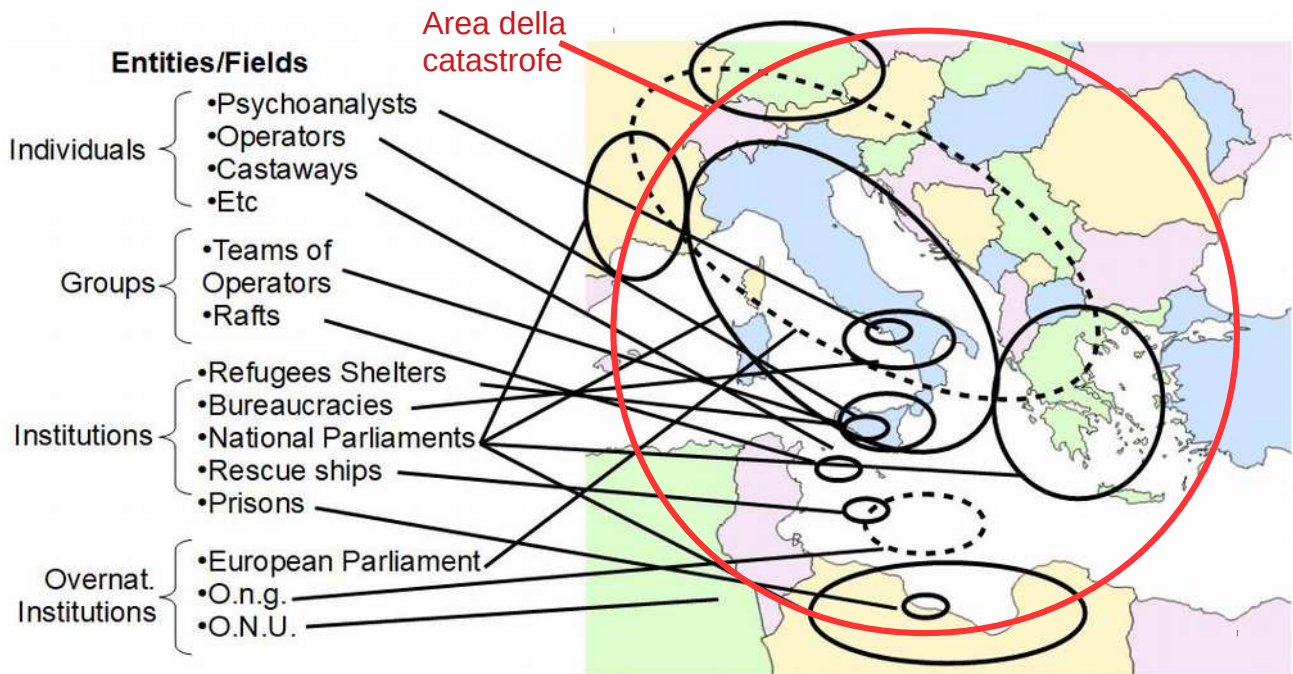 Area della
catastrofe
Entities/Fields
Individuals
•Psychoanalysts
•Operators
•Castaways
•Etc
Groups
•Teams of
Operators
•Rafts
Institutions
•Refugees Shelters
•Bureaucracies
•National Parliaments
•Rescue ships
•Prisons
Overnat.
Institutions
•European Parliament
•O.n.g.
•O.N.U.